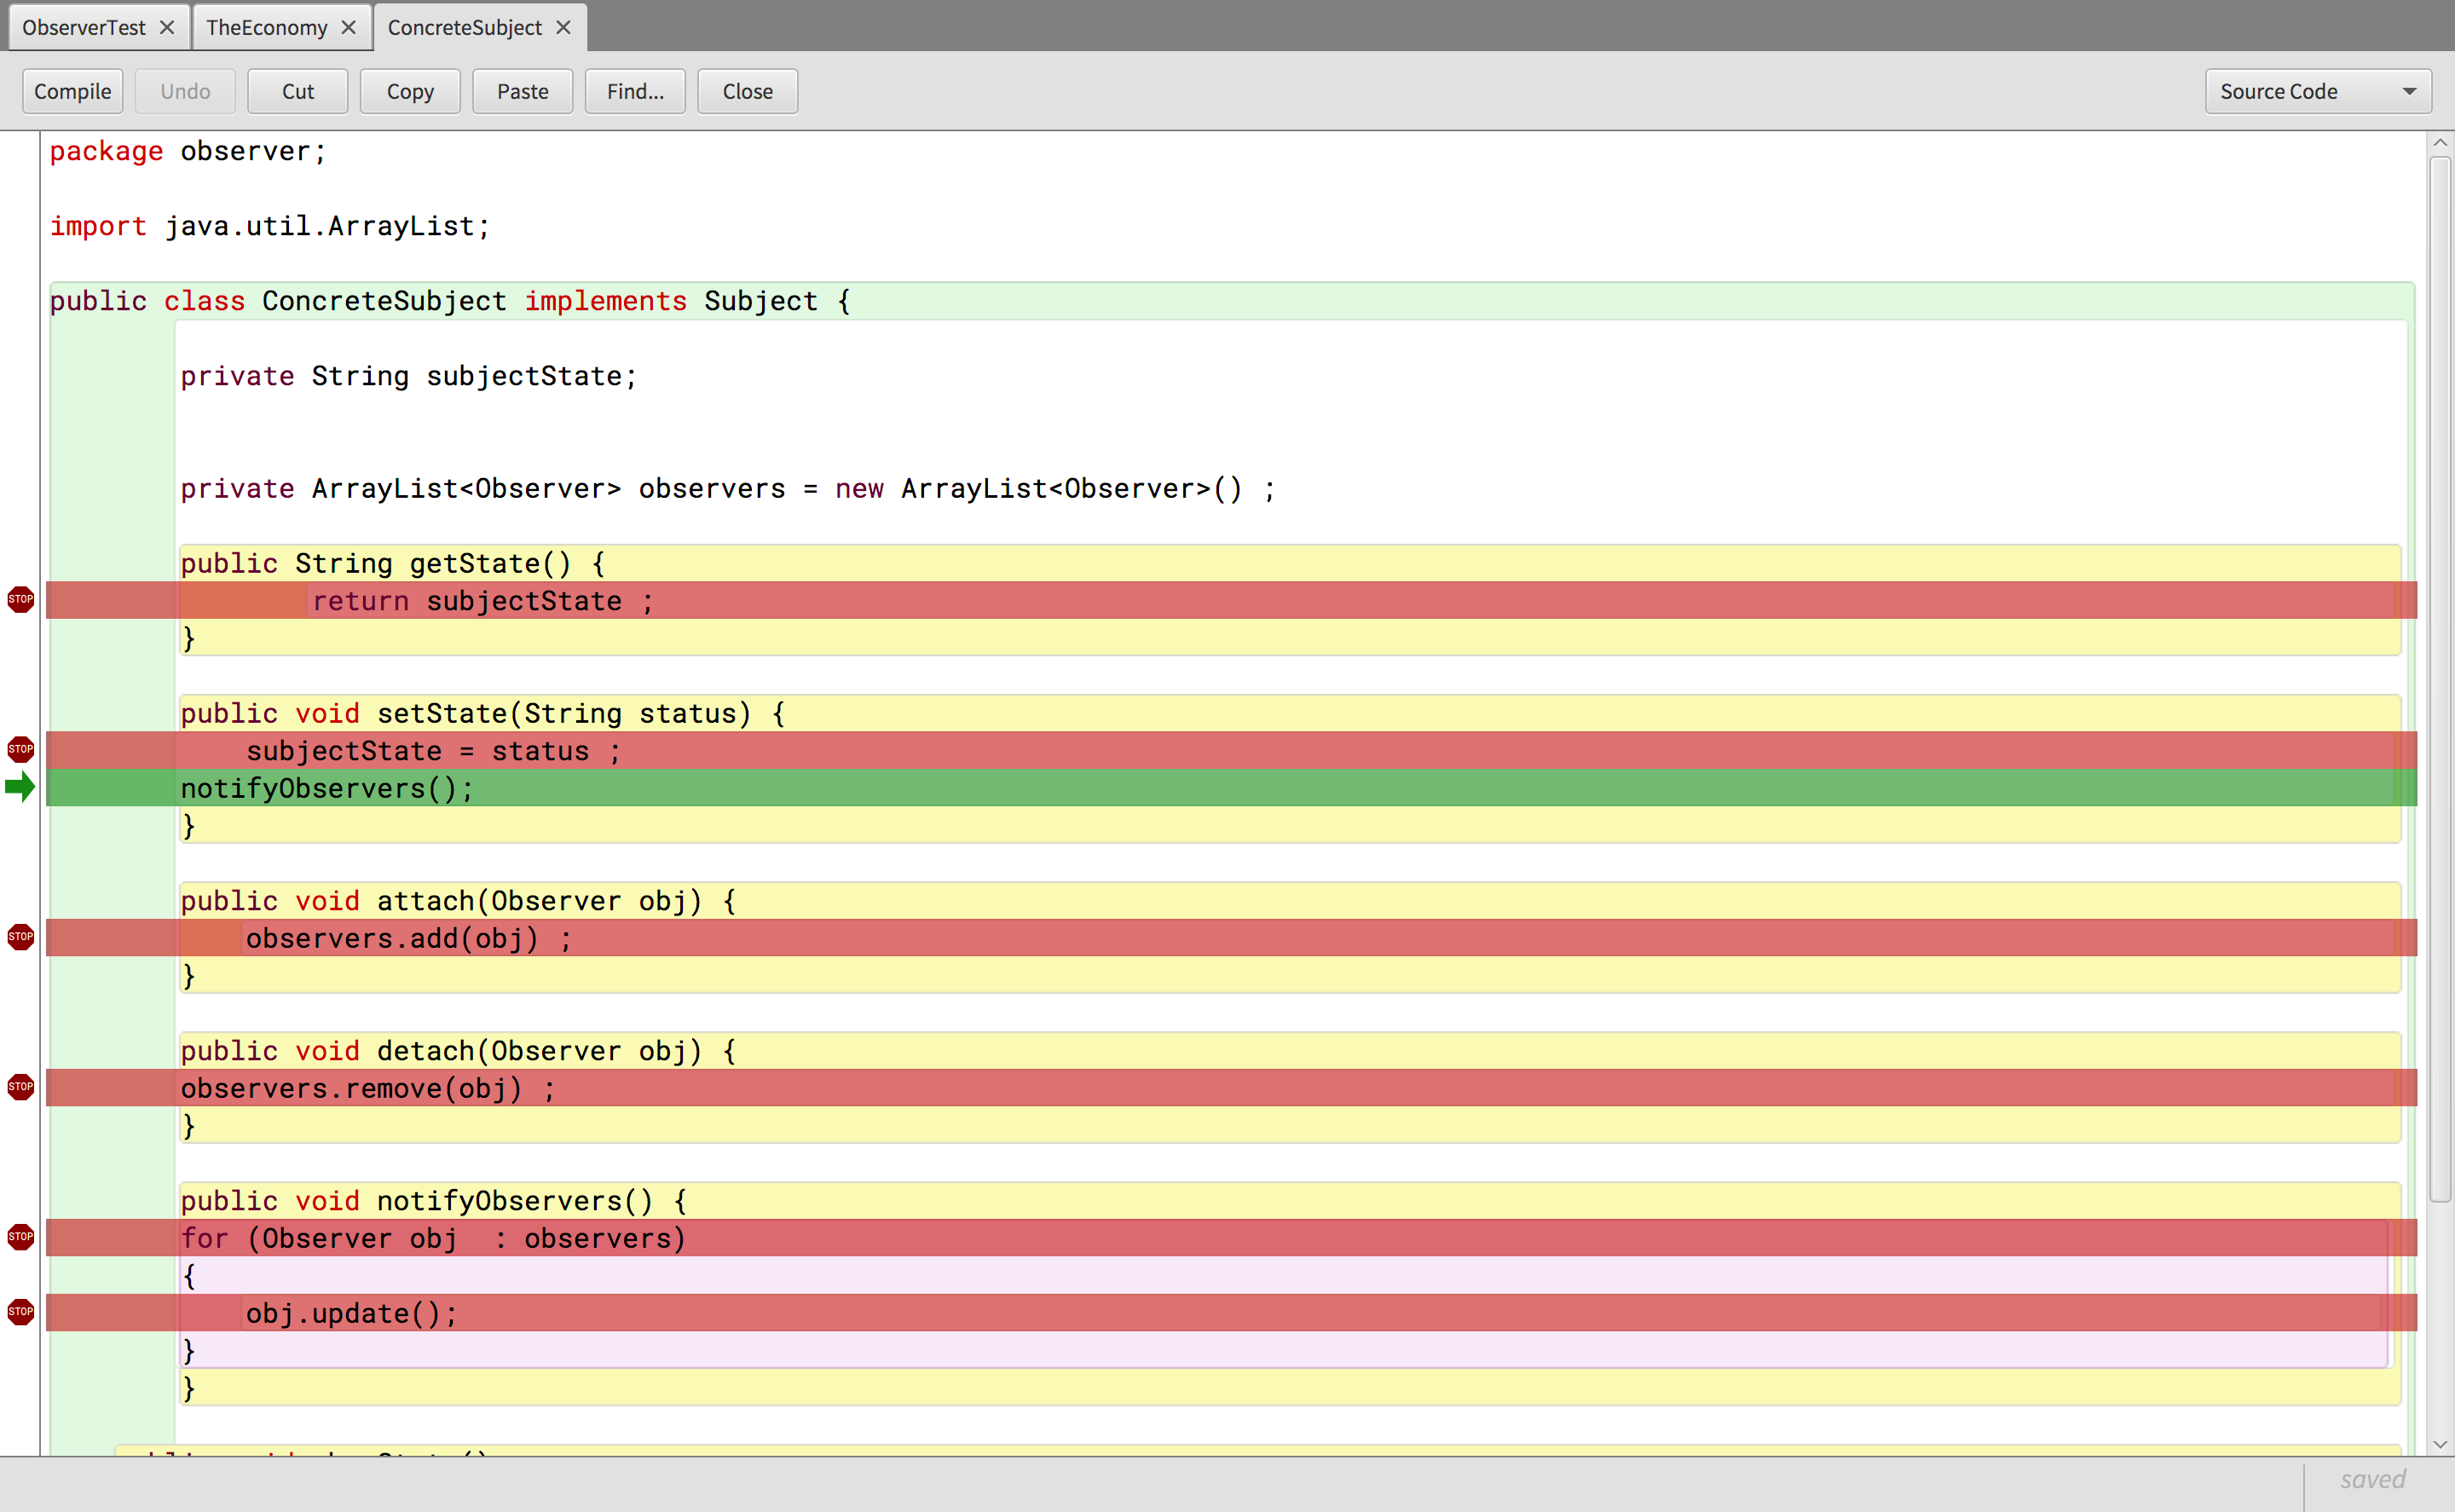 ObserverTest TheEconomy ConcreteSubject
Compile Undo Cut Copy Paste Find... Close Source Code
package observer;
import java.util.ArrayList;
public class ConcreteSubject implements Subject {
private String subjectState;
private ArrayList<Observer> observers = new ArrayList<Observer>() ;
public String getState() {
STOP return subjectState ;
}
public void setState(String status) {
STOP subjectState = status ;
notifyObservers();
}
public void attach(Observer obj) {
STOP observers.add(obj) ;
}
public void detach(Observer obj) {
STOP observers.remove(obj) ;
}
public void notifyObservers() {
STOP for (Observer obj  : observers)
{
STOP obj.update();
}
}
saved